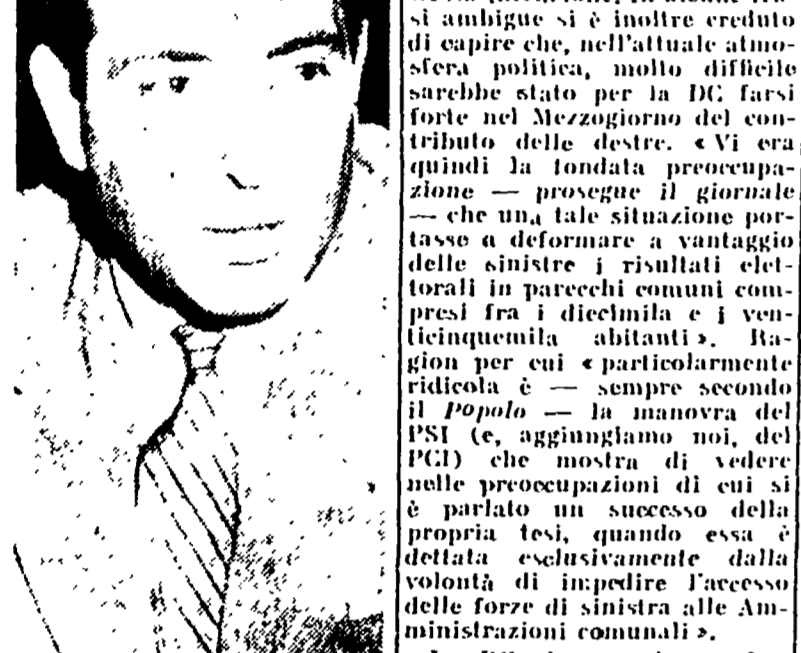 sì ambigue si è inoltre creduto
di capire che, nell'attuale atmo-
sfera politica, molto difficile
sarebbe stato per la DC farsi
forte nel Mezzogiorno del con-
tributo delle destre. «Vi era
quindi la fondata preoccupa-
zione — prosegue il giornale
— che una tale situazione por-
tasse a deformare a vantaggio
delle sinistre i risultati elet-
torali in parecchi comuni com-
presi fra i diecimila e i ven-
ticinquemila abitanti». Ra-
gion per cui «particolarmente
ridicola è — sempre secondo
il Popolo — la manovra del
PSI (e, aggiungiamo noi, del
PCI) che mostra di vedere
nelle preoccupazioni di cui si
è parlato un successo della
propria tesi, quando essa è
dettata esclusivamente dalla
volontà di impedire l'accesso
delle forze di sinistra alle Am-
ministrazioni comunali».